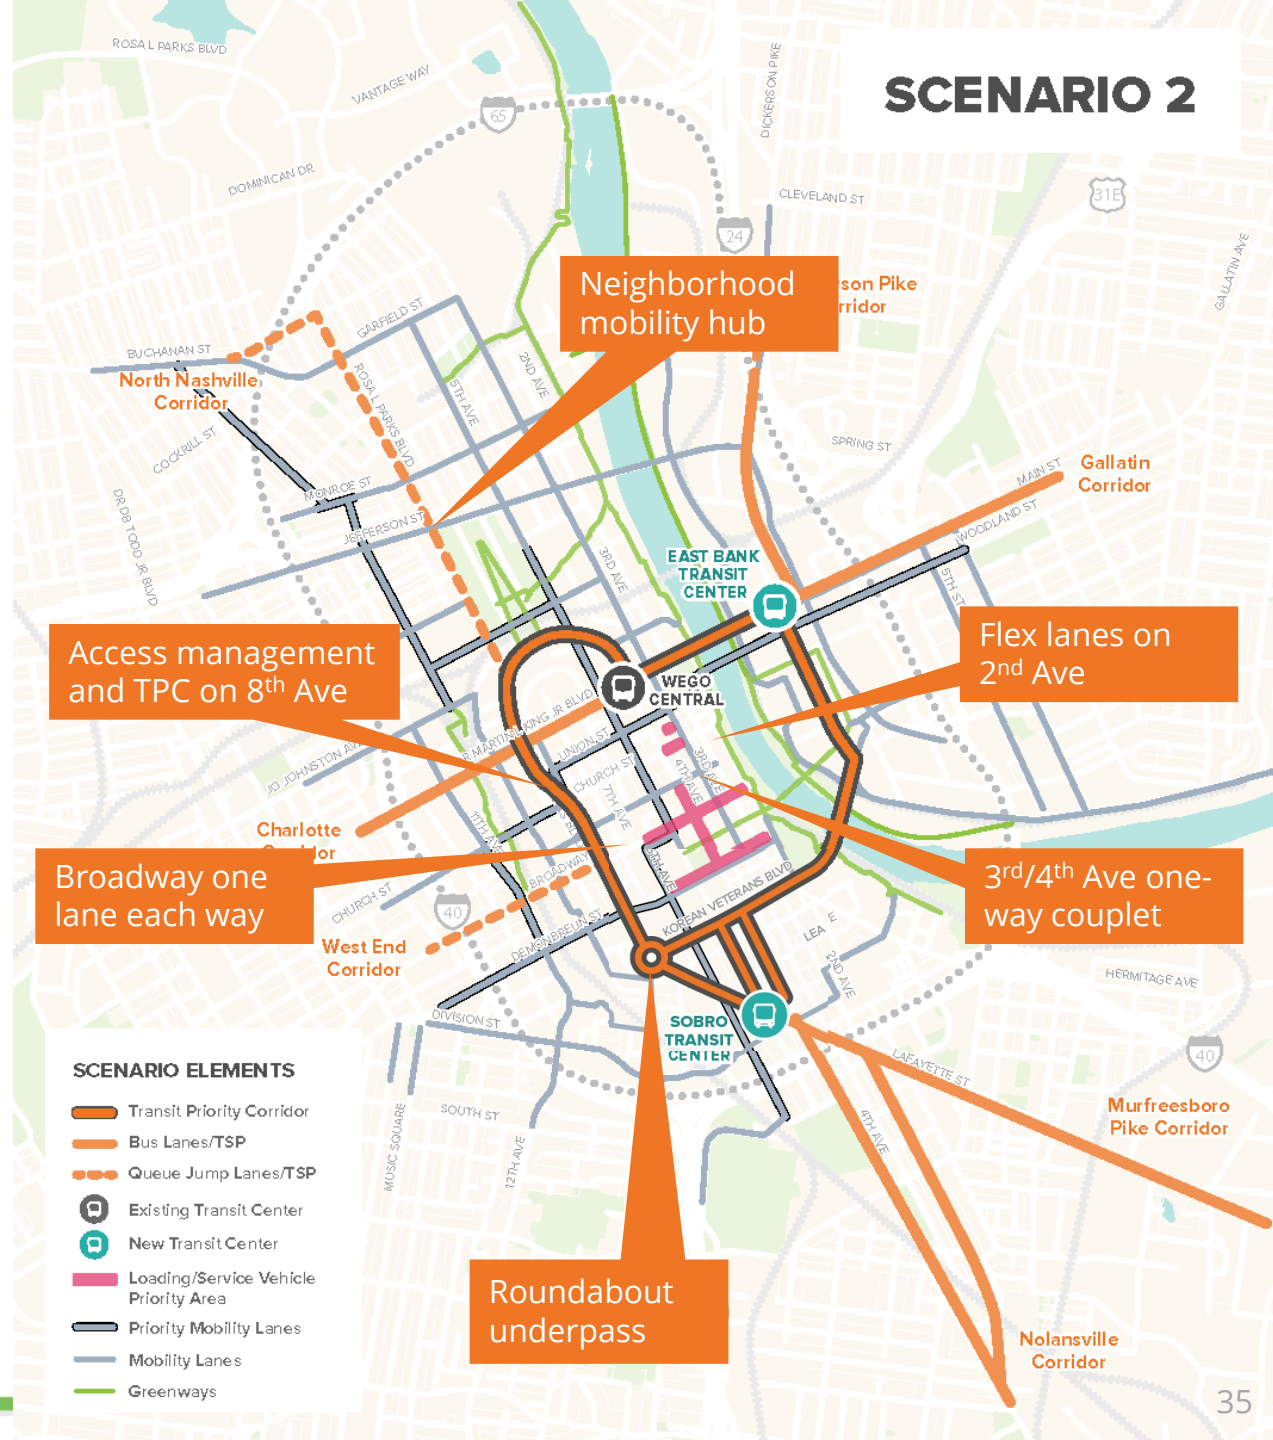 SCENARIO 2
ROSA L PARKS BLVD
VANTAGE WAY
DICKERSON PIKE
65
DOMINICAN DR
CLEVELAND ST
31E
24
GALLATIN AVE
Neighborhood
mobility hub
Pike
GARFIELD ST
BUCHANAN ST
North Nashville
Corridor
2ND AVE
5TH AVE
ROSA L PARKS BLVD
COCKRILL ST
SPRING ST
Gallatin
Corridor
MAIN ST
MONROE ST
DR DB TODD JR BLVD
JEFFERSON ST
WOODLAND ST
3RD AVE
EAST BANK
TRANSIT
CENTER
5TH ST
Access management
and TPC on 8th Ave
Flex lanes on
2nd Ave
WEGO
CENTRAL
MARTIN L KING JR BLVD
UNION ST
JO JOHNSTON AVE
CHURCH ST
3RD AVE
4TH AVE
7TH AVE
11TH AVE
Charlotte
Broadway one
lane each way
BROADWAY
5TH AVE
KOREAN VETERANS BLVD
3rd/4th Ave one-
way couplet
CHURCH ST
40
DEMONBREUN ST
West End
Corridor
2ND AVE
HERMITAGE AVE
DIVISION ST
SOBRO
TRANSIT
CENTER
LAFAYETTE ST
40
SOUTH ST
MUSIC SQUARE
12TH AVE
4TH AVE
Murfreesboro
Pike Corridor
SCENARIO ELEMENTS
Transit Priority Corridor
Bus Lanes/TSP
Queue Jump Lanes/TSP
Existing Transit Center
New Transit Center
Loading/Service Vehicle
Priority Area
Priority Mobility Lanes
Mobility Lanes
Greenways
Roundabout
underpass
Nolansville
Corridor
35